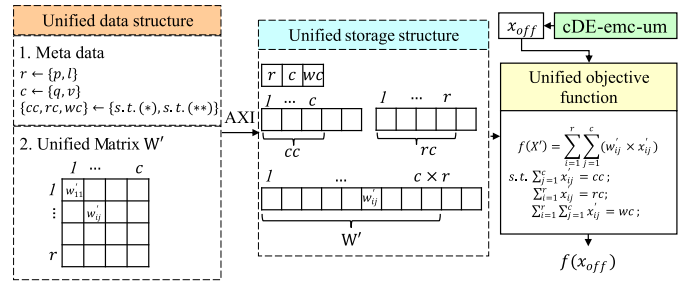 Unified data structure
1. Meta data
r ← {p, l}
c ← {q, v}
{cc, rc, wc} ← {s.t.(*), s.t.(**)}
2. Unified Matrix W′
1 ... c
1 w′11
⋮ w′ij
r
AXI
Unified storage structure
r c wc
1 ... c
cc
1 ... r
rc
1 ... c × r
w′ij
W′
x_off
cDE-emc-um
Unified objective
function
f(X′) = ∑_{i=1}^{r} ∑_{j=1}^{c} (w′ij × x′ij)
s.t. ∑_{j=1}^{c} x′ij = cc;
∑_{i=1}^{r} x′ij = rc;
∑_{i=1}^{r} ∑_{j=1}^{c} x′ij = wc;
f(x_off)